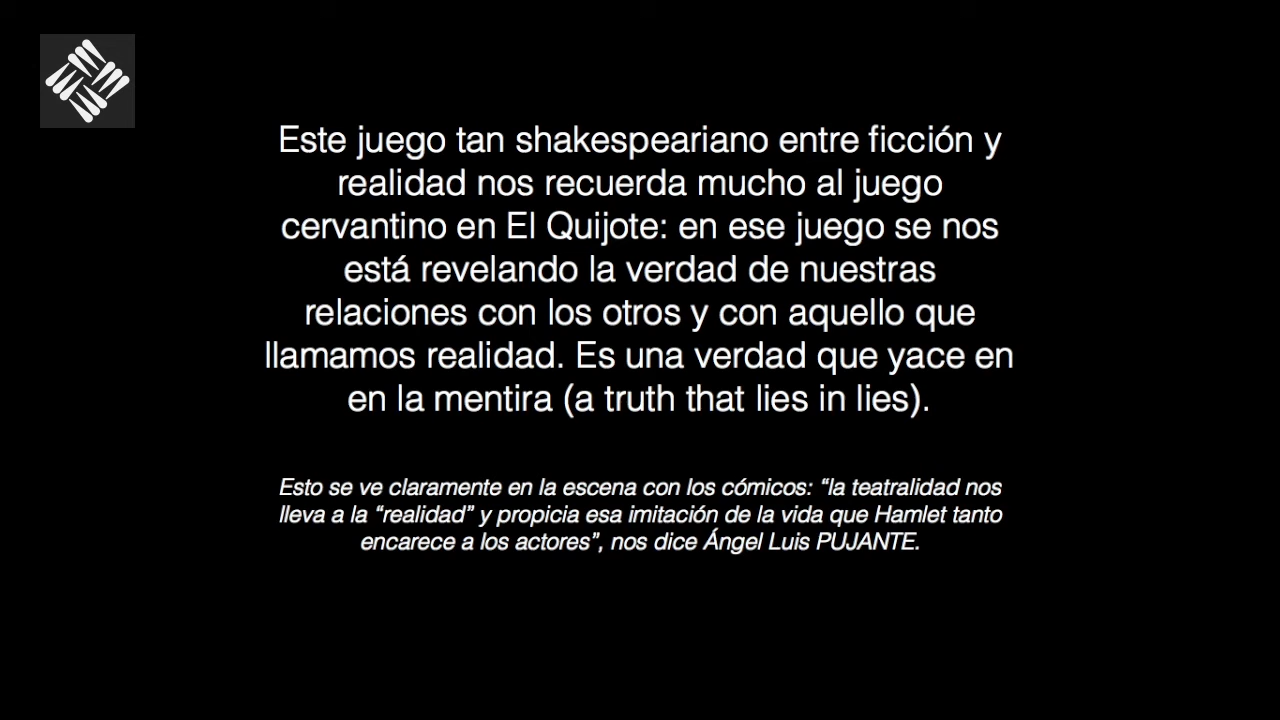 Este juego tan shakespeariano entre ficción y
realidad nos recuerda mucho al juego
cervantino en El Quijote: en ese juego se nos
está revelando la verdad de nuestras
relaciones con los otros y con aquello que
llamamos realidad. Es una verdad que yace en
en la mentira (a truth that lies in lies).
Esto se ve claramente en la escena con los cómicos: “la teatralidad nos
lleva a la “realidad” y propicia esa imitación de la vida que Hamlet tanto
encarece a los actores”, nos dice Ángel Luis PUJANTE.